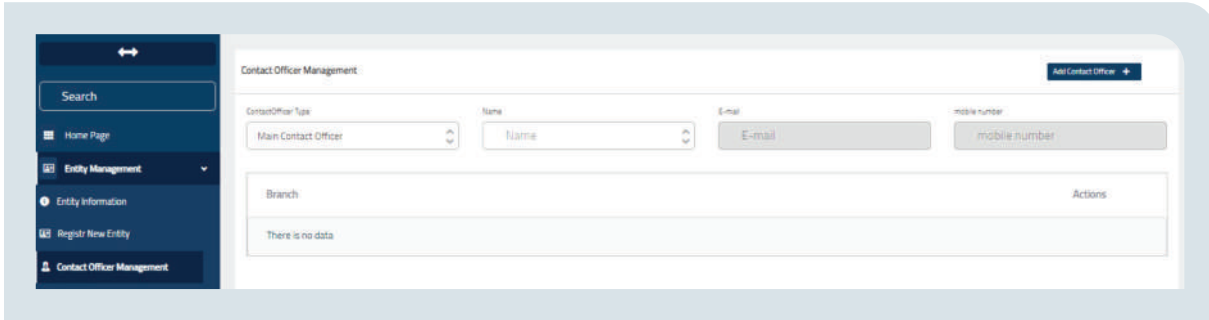 Search
Home Page
Entity Management
Entity Information
Registr New Entity
Contact Officer Management
Contact Officer Management
Add Contact Officer +
ContactOfficer Type
Name
E-mail
mobile number
Main Contact Officer
Name
E-mail
mobile number
Branch
Actions
There is no data